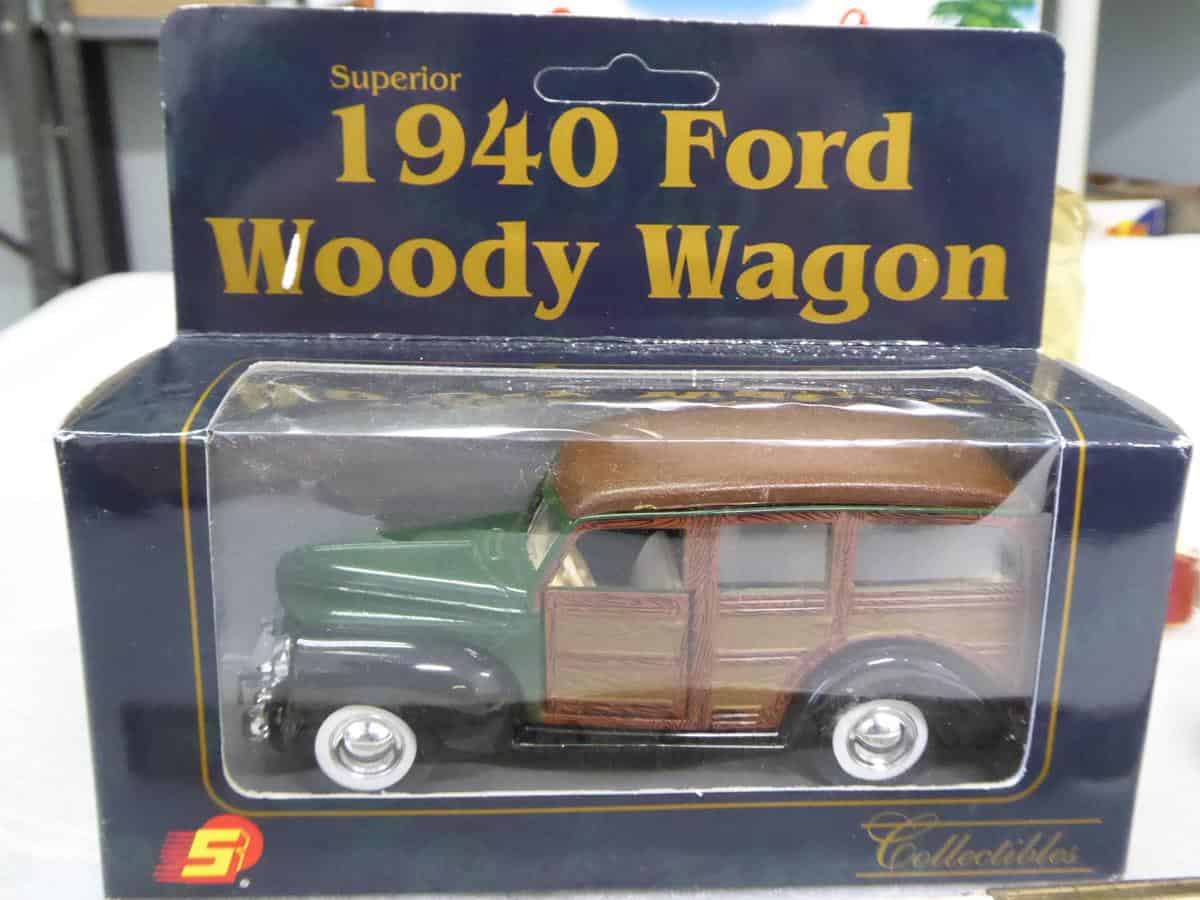 Superior
1940 Ford
Woody Wagon
S
Collectibles